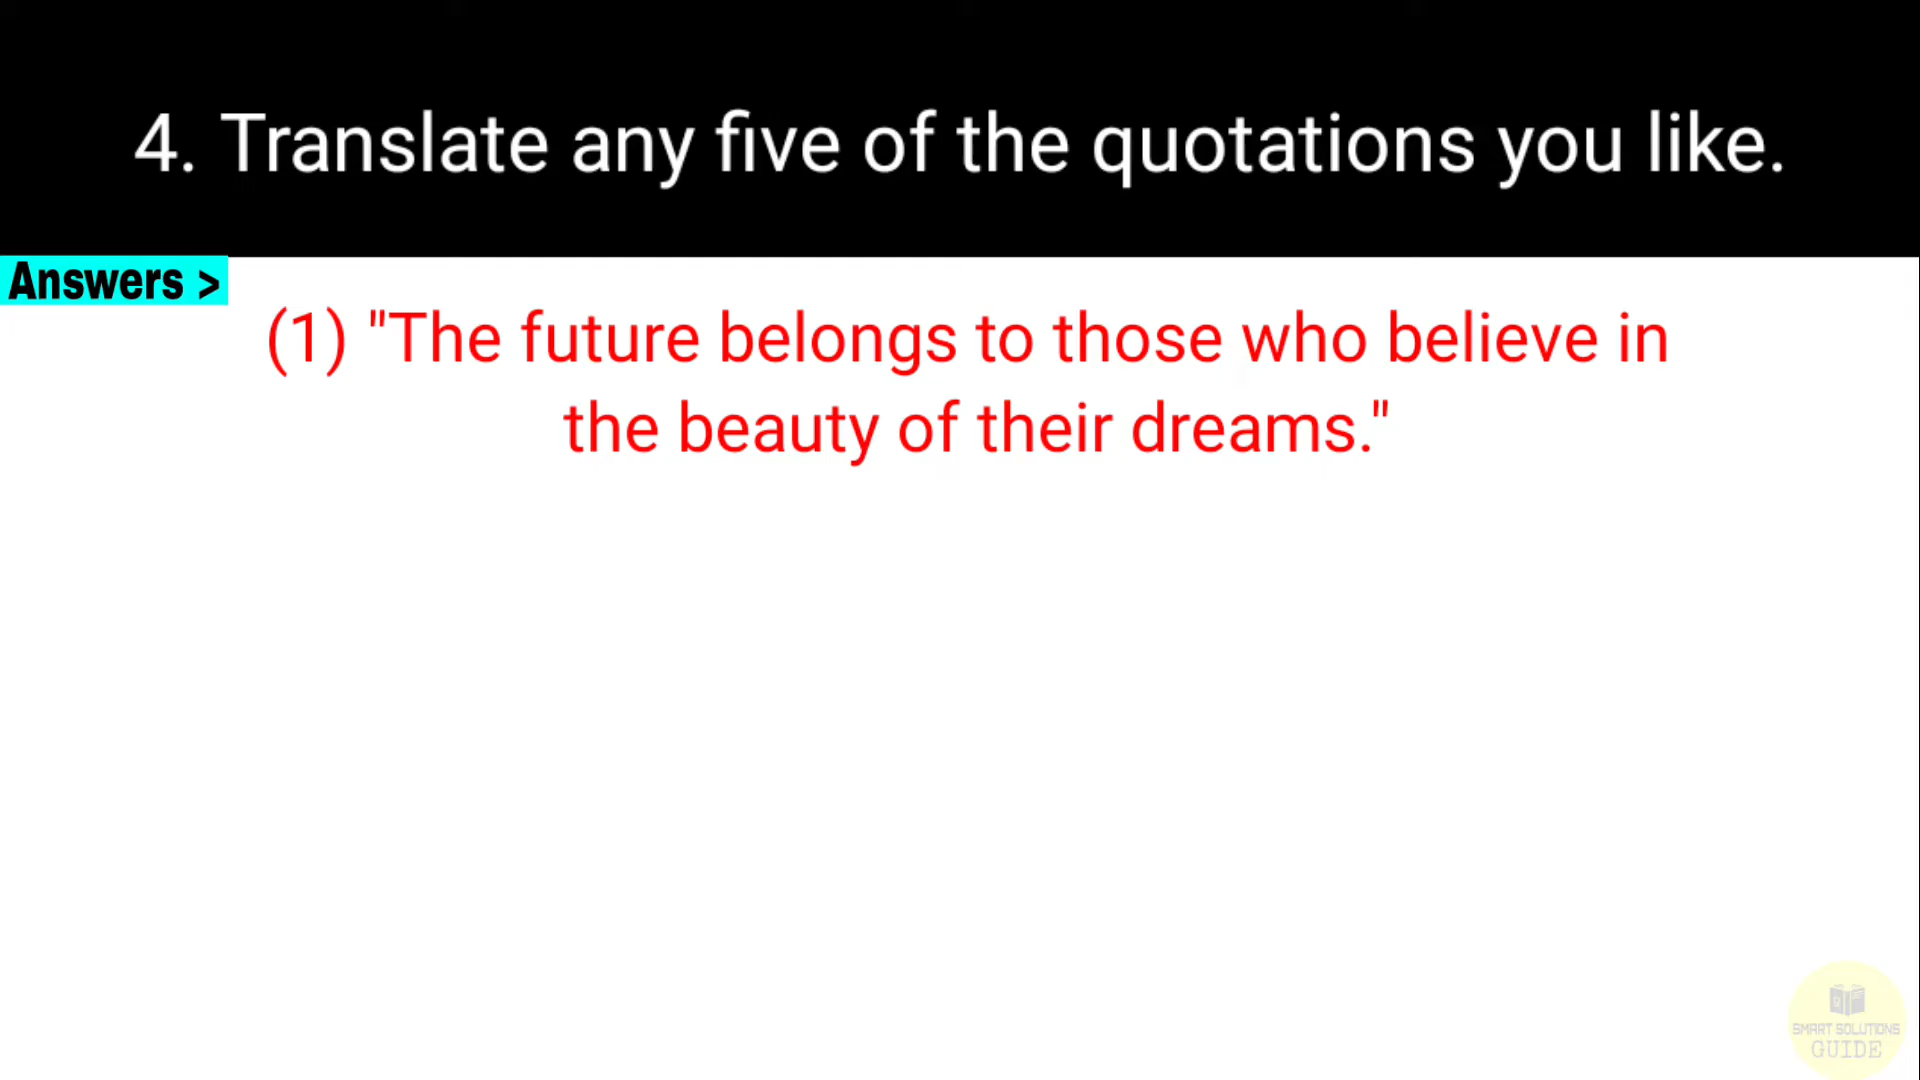 4. Translate any five of the quotations you like.
Answers >
(1) "The future belongs to those who believe in
the beauty of their dreams."
SMART SOLUTIONS
GUIDE